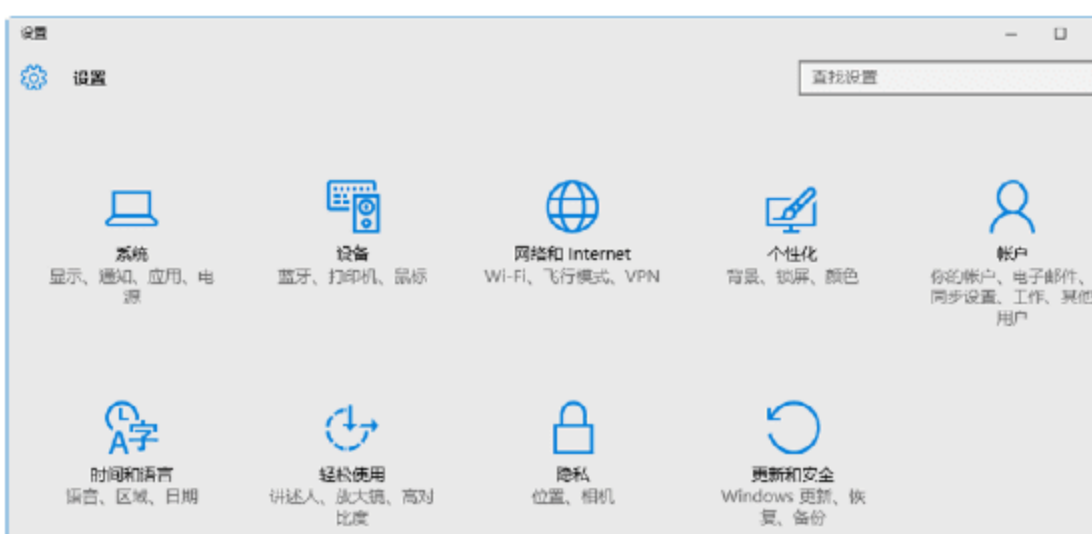 设置
设置
查找设置
系统
显示、通知、应用、电
源
设备
蓝牙、打印机、鼠标
网络和 Internet
Wi-Fi、飞行模式、VPN
个性化
背景、锁屏、颜色
帐户
你的帐户、电子邮件、
同步设置、工作、其他
用户
时间和语言
语言、区域、日期
轻松使用
讲述人、放大镜、高对
比度
隐私
位置、相机
更新和安全
Windows 更新、恢
复、备份